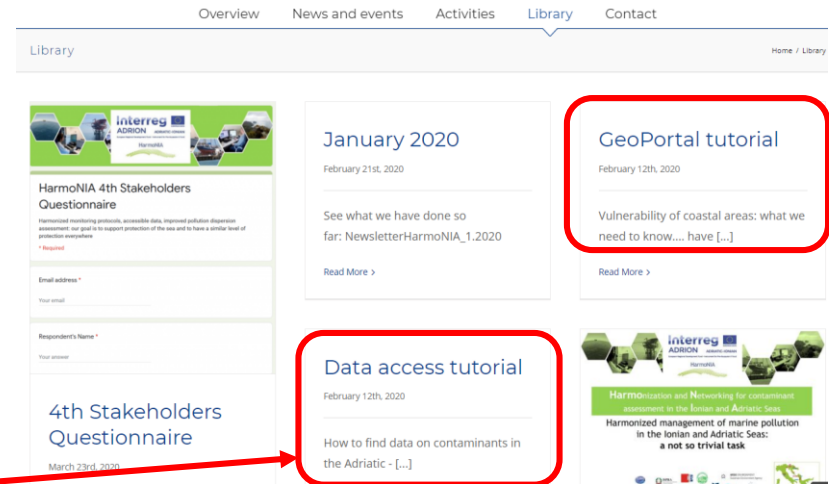 Overview News and events Activities Library Contact
Library
Home / Library
Interreg
ADRION ADRIATIC-IONIAN
HarmoNIA
HarmoNIA 4th Stakeholders
Questionnaire
Harmonized monitoring protocols, accessible data, improved pollution dispersion
assessment: our goal is to support protection of the sea and to have a similar level of
protection everywhere
* Required
Email address *
Your email
Respondent's Name *
Your answer
4th Stakeholders
Questionnaire
March 23rd, 2020
January 2020
February 21st, 2020
See what we have done so
far: NewsletterHarmoNIA_1.2020
Read More >
Data access tutorial
February 12th, 2020
How to find data on contaminants in
the Adriatic - [...]
GeoPortal tutorial
February 12th, 2020
Vulnerability of coastal areas: what we
need to know.... have [...]
Read More >
Interreg
ADRION ADRIATIC-IONIAN
HarmoNIA
Harmonization and Networking for contaminant
assessment in the Ionian and Adriatic Seas
Harmonized management of marine pollution
in the Ionian and Adriatic Seas:
a not so trivial task